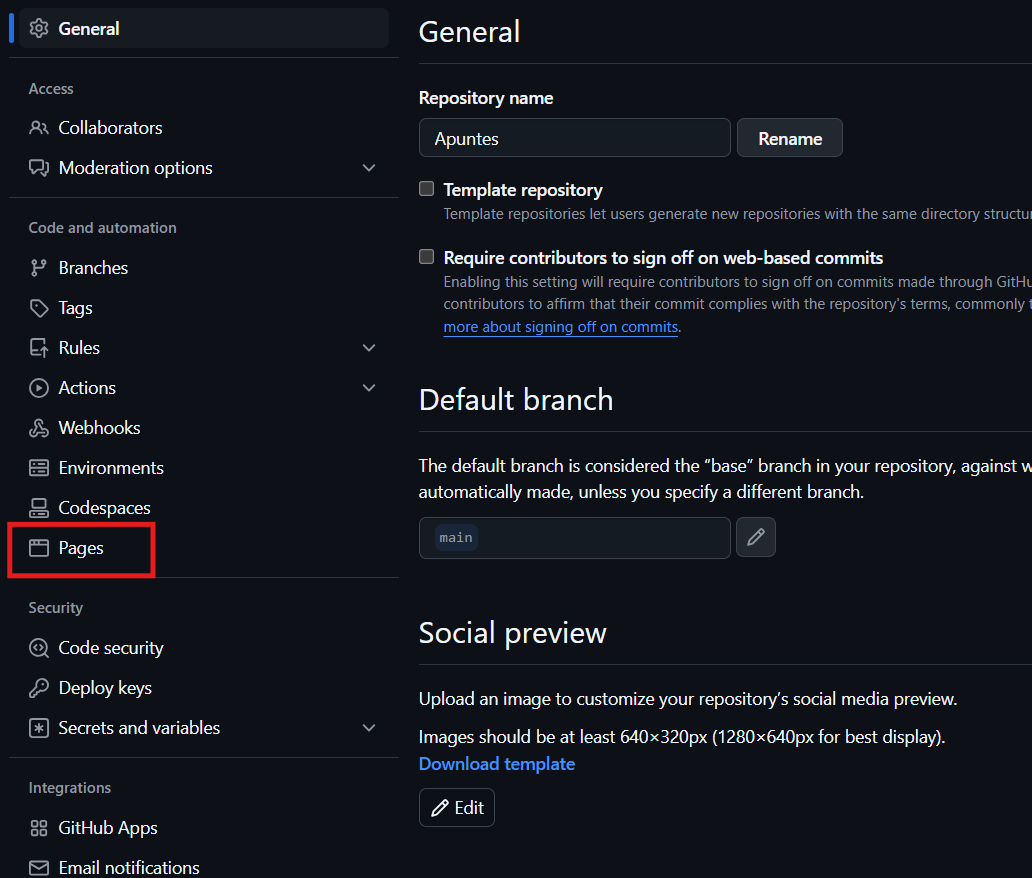 General
Access
Collaborators
Moderation options
Code and automation
Branches
Tags
Rules
Actions
Webhooks
Environments
Codespaces
Pages
Security
Code security
Deploy keys
Secrets and variables
Integrations
GitHub Apps
Email notifications
General
Repository name
Apuntes
Rename
Template repository
Template repositories let users generate new repositories with the same directory
Require contributors to sign off on web-based commits
Enabling this setting will require contributors to sign off on commits made through
contributors to affirm that their commit complies with the repository's terms, commonly
more about signing off on commits.
Default branch
The default branch is considered the “base” branch in your repository, against
automatically made, unless you specify a different branch.
main
Social preview
Upload an image to customize your repository’s social media preview.
Images should be at least 640×320px (1280×640px for best display).
Download template
Edit